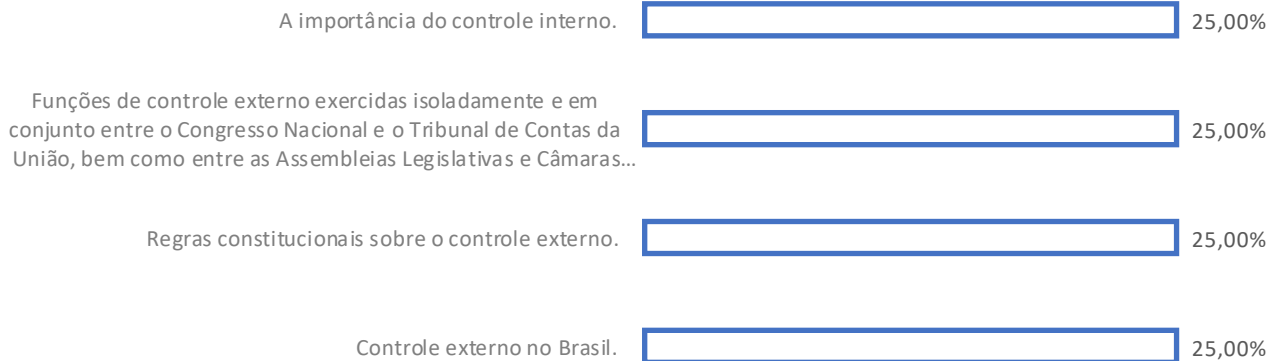 A importância do controle interno.
25,00%
Funções de controle externo exercidas isoladamente e em
conjunto entre o Congresso Nacional e o Tribunal de Contas da
União, bem como entre as Assembleias Legislativas e Câmaras...
25,00%
Regras constitucionais sobre o controle externo.
25,00%
Controle externo no Brasil.
25,00%